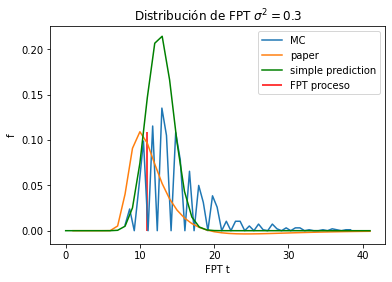 Distribución de FPT σ² = 0.3
MC
paper
simple prediction
FPT proceso
f
0.20
0.15
0.10
0.05
0.00
0 10 20 30 40
FPT t